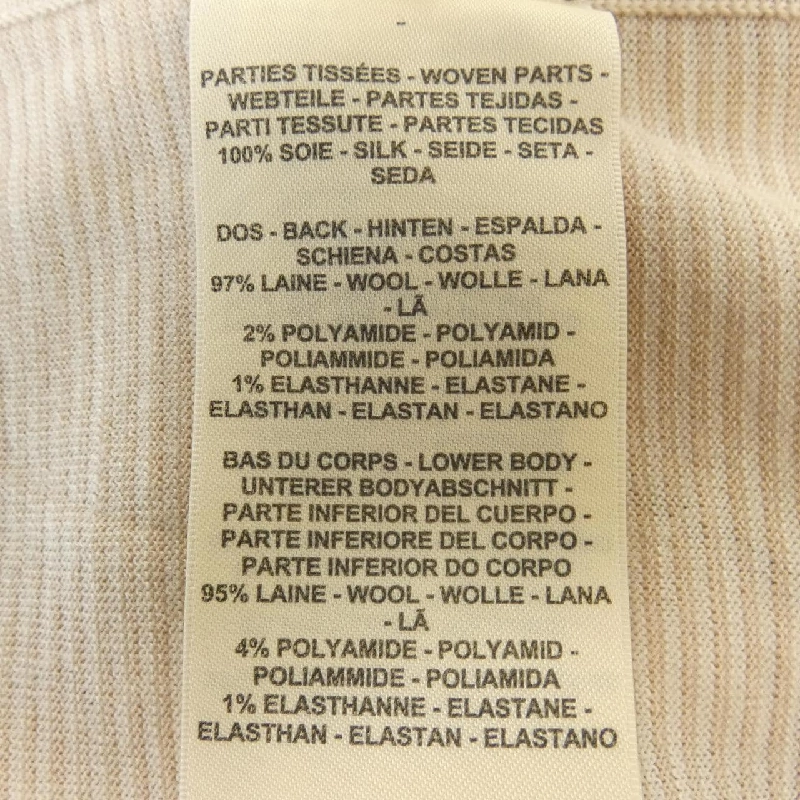 PARTIES TISSÉES - WOVEN PARTS -
WEBTEILE - PARTES TEJIDAS -
PARTI TESSUTE - PARTES TECIDAS
100% SOIE - SILK - SEIDE - SETA -
SEDA
DOS - BACK - HINTEN - ESPALDA -
SCHIENA - COSTAS
97% LAINE - WOOL - WOLLE - LANA
- LÃ
2% POLYAMIDE - POLYAMID -
POLIAMMIDE - POLIAMIDA
1% ELASTHANNE - ELASTANE -
ELASTHAN - ELASTAN - ELASTANO
BAS DU CORPS - LOWER BODY -
UNTERER BODYABSCHNITT -
PARTE INFERIOR DEL CUERPO -
PARTE INFERIORE DEL CORPO -
PARTE INFERIOR DO CORPO
95% LAINE - WOOL - WOLLE - LANA
- LÃ
4% POLYAMIDE - POLYAMID -
POLIAMMIDE - POLIAMIDA
1% ELASTHANNE - ELASTANE -
ELASTHAN - ELASTAN - ELASTANO